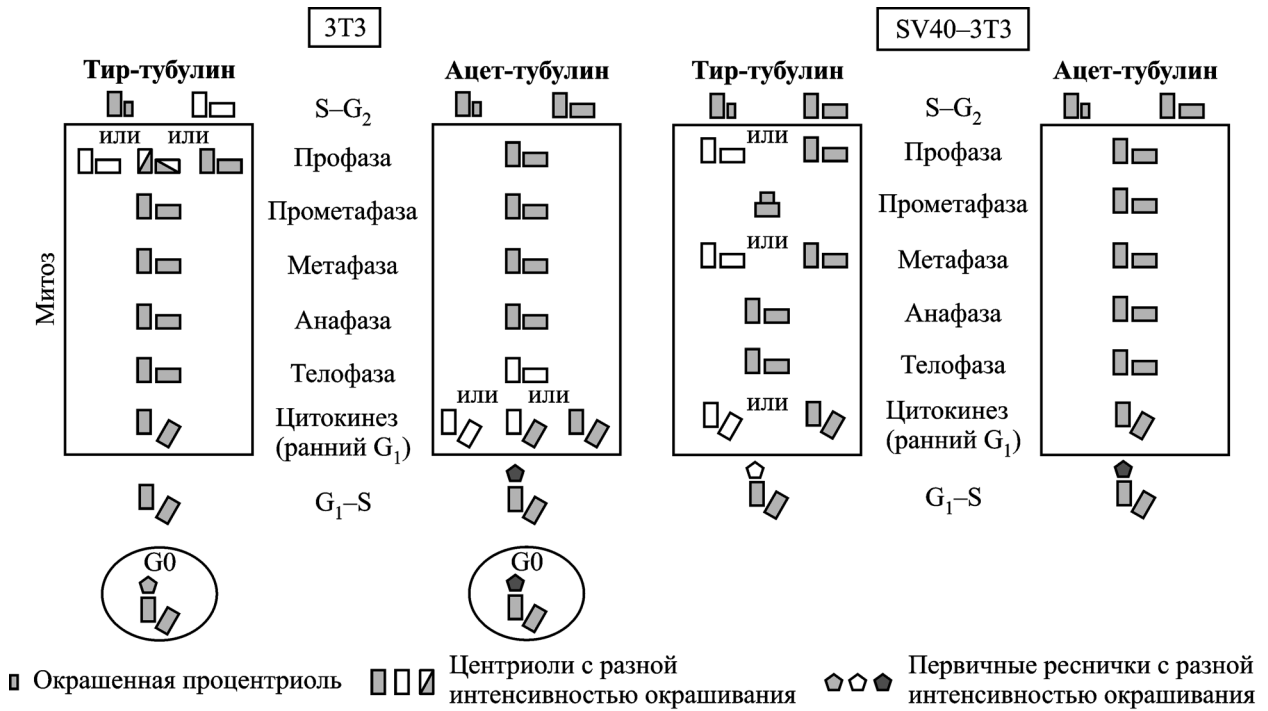 3T3
SV40–3T3
Тир-тубулин
Ацет-тубулин
Тир-тубулин
Ацет-тубулин
S–G2
S–G2
или или
или
Профаза
Профаза
Прометафаза
Прометафаза
или
Метафаза
Метафаза
Митоз
Анафаза
Анафаза
Телофаза
Телофаза
или или
или
Цитокинез
(ранний G1)
Цитокинез
(ранний G1)
G1–S
G1–S
G0
G0
Окрашенная процентриоль
Центриоли с разной
интенсивностью окрашивания
Первичные реснички с разной
интенсивностью окрашивания